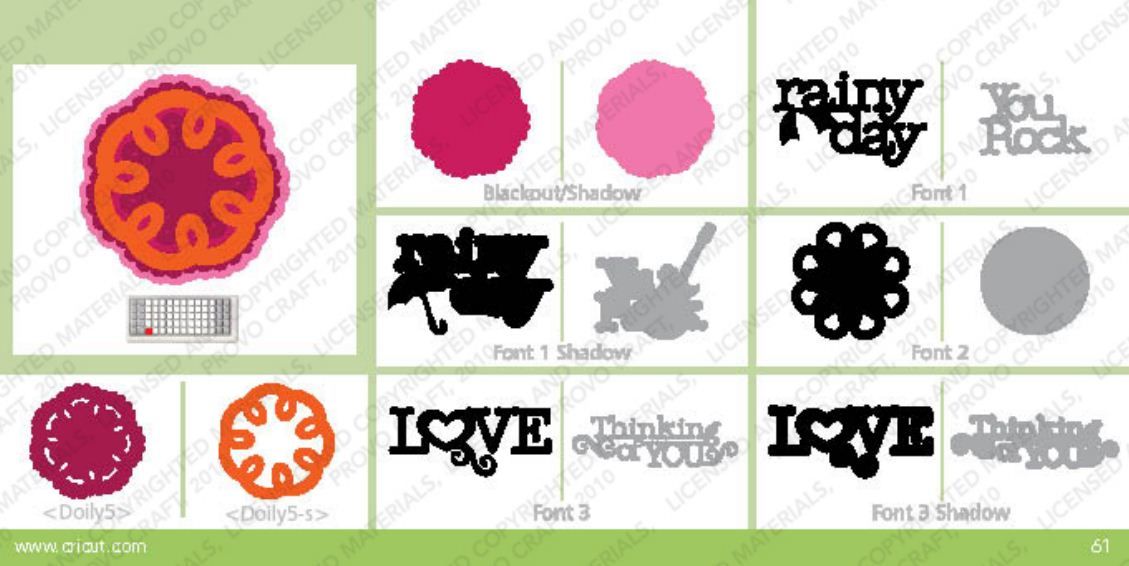 Blackout/Shadow
rainy
day
You
Rock
Font 1
rainy
Font 1 Shadow
Font 2
<Doily5>
<Doily5-s>
LOVE
Thinking
of YOU
Font 3
LOVE
Thinking
of YOU
Font 3 Shadow
www.cricut.com
61
LICENSED AND COPYRIGHTED MATERIALS,
PROVO CRAFT, 2010